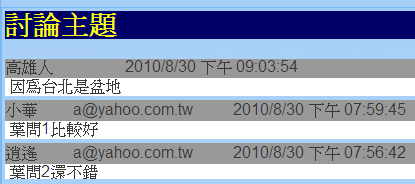 討論主題
高雄人 2010/8/30 下午 09:03:54
因為台北是盆地
小華 a@yahoo.com.tw 2010/8/30 下午 07:59:45
葉問1比較好
逍遙 a@yahoo.com.tw 2010/8/30 下午 07:56:42
葉問2還不錯